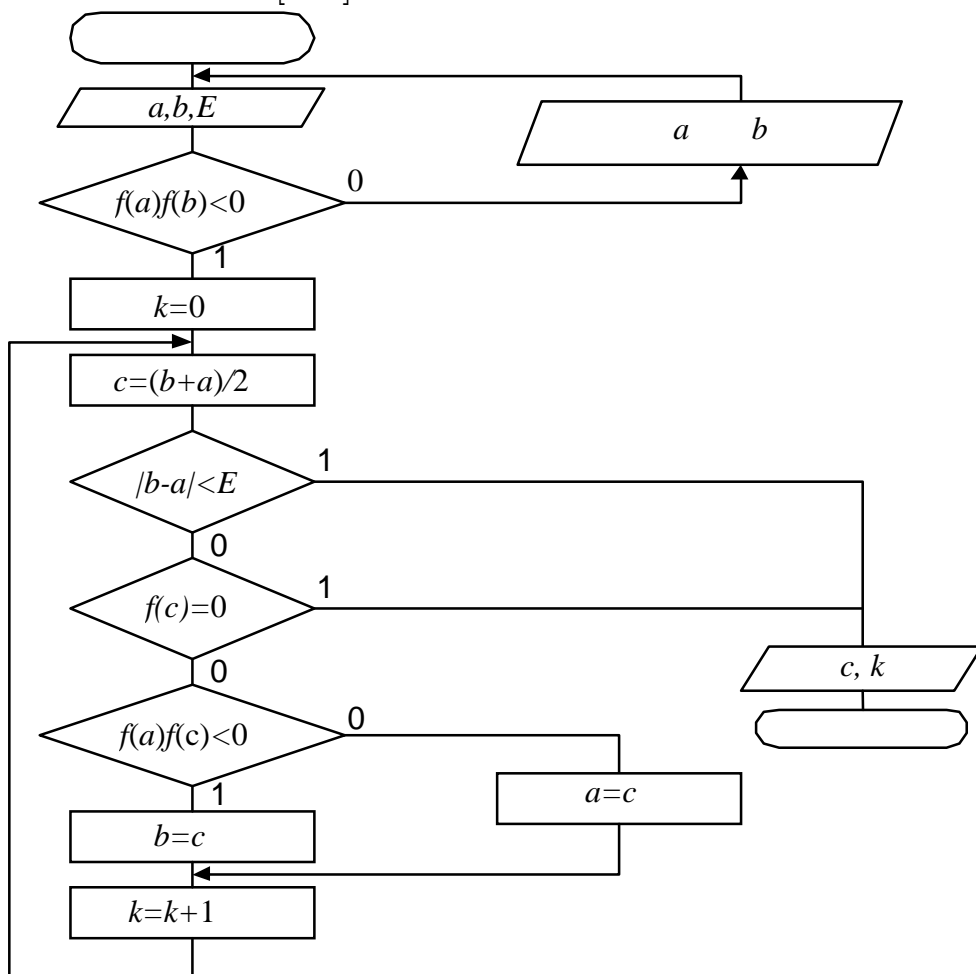 [ ]
a,b,E
a b
f(a)f(b)<0
0
1
k=0
c=(b+a)/2
|b-a|<E
1
0
f(c)=0
1
0
c, k
f(a)f(c)<0
0
1
a=c
b=c
k=k+1